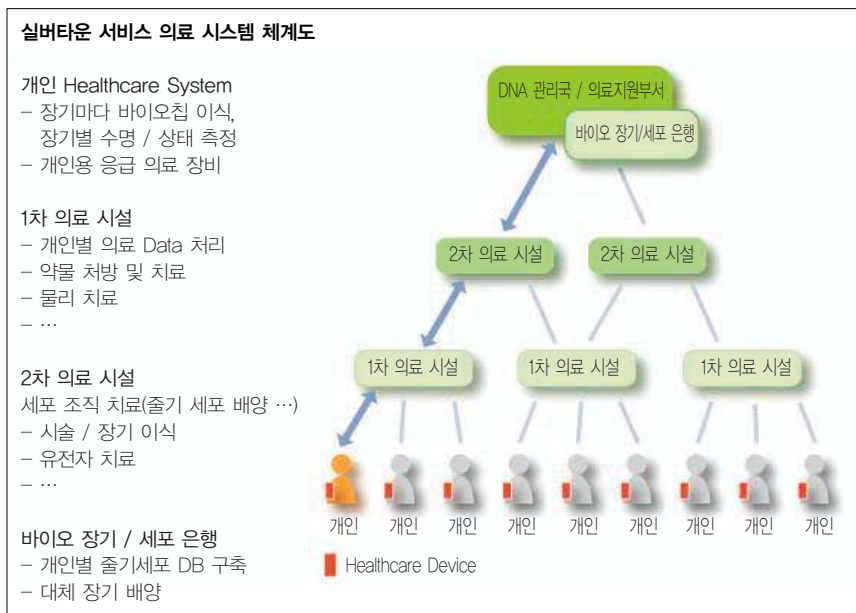 실버타운 서비스 의료 시스템 체계도
개인 Healthcare System
– 장기마다 바이오칩 이식,
장기별 수명 / 상태 측정
– 개인용 응급 의료 장비
1차 의료 시설
– 개인별 의료 Data 처리
– 약물 처방 및 치료
– 물리 치료
– …
2차 의료 시설
세포 조직 치료(줄기 세포 배양 …)
– 시술 / 장기 이식
– 유전자 치료
– …
바이오 장기 / 세포 은행
– 개인별 줄기세포 DB 구축
– 대체 장기 배양
DNA 관리국 / 의료지원부서
바이오 장기/세포 은행
2차 의료 시설 2차 의료 시설
1차 의료 시설 1차 의료 시설 1차 의료 시설
개인 개인 개인 개인 개인 개인 개인 개인 개인
Healthcare Device